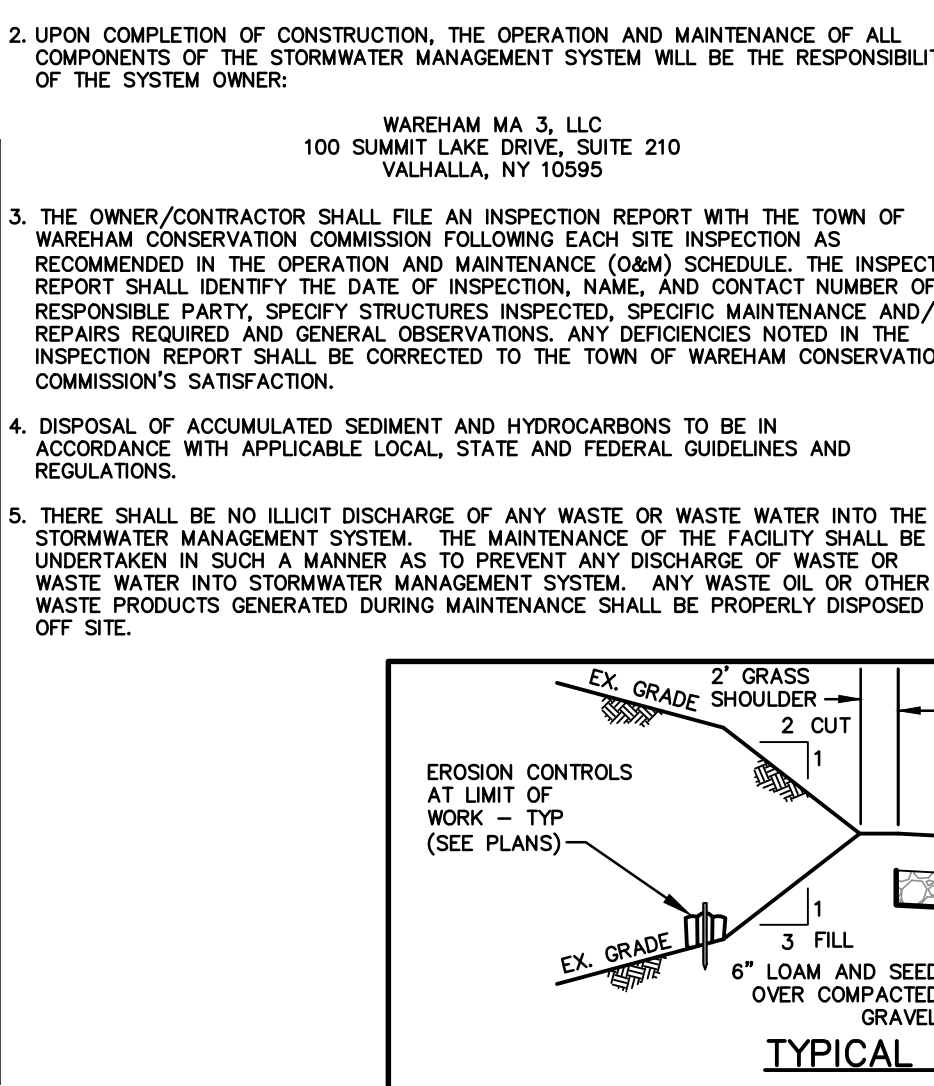 2. UPON COMPLETION OF CONSTRUCTION, THE OPERATION AND MAINTENANCE OF ALL
COMPONENTS OF THE STORMWATER MANAGEMENT SYSTEM WILL BE THE RESPONSIBILIT
OF THE SYSTEM OWNER:
WAREHAM MA 3, LLC
100 SUMMIT LAKE DRIVE, SUITE 210
VALHALLA, NY 10595
3. THE OWNER/CONTRACTOR SHALL FILE AN INSPECTION REPORT WITH THE TOWN OF
WAREHAM CONSERVATION COMMISSION FOLLOWING EACH SITE INSPECTION AS
RECOMMENDED IN THE OPERATION AND MAINTENANCE (O&M) SCHEDULE. THE INSPECT
REPORT SHALL IDENTIFY THE DATE OF INSPECTION, NAME, AND CONTACT NUMBER OF
RESPONSIBLE PARTY, SPECIFY STRUCTURES INSPECTED, SPECIFIC MAINTENANCE AND/
REPAIRS REQUIRED AND GENERAL OBSERVATIONS. ANY DEFICIENCIES NOTED IN THE
INSPECTION REPORT SHALL BE CORRECTED TO THE TOWN OF WAREHAM CONSERVATIO
COMMISSION'S SATISFACTION.
4. DISPOSAL OF ACCUMULATED SEDIMENT AND HYDROCARBONS TO BE IN
ACCORDANCE WITH APPLICABLE LOCAL, STATE AND FEDERAL GUIDELINES AND
REGULATIONS.
5. THERE SHALL BE NO ILLICIT DISCHARGE OF ANY WASTE OR WASTE WATER INTO THE
STORMWATER MANAGEMENT SYSTEM. THE MAINTENANCE OF THE FACILITY SHALL BE
UNDERTAKEN IN SUCH A MANNER AS TO PREVENT ANY DISCHARGE OF WASTE OR
WASTE WATER INTO STORMWATER MANAGEMENT SYSTEM. ANY WASTE OIL OR OTHER
WASTE PRODUCTS GENERATED DURING MAINTENANCE SHALL BE PROPERLY DISPOSED
OFF SITE.
EX. GRADE
2' GRASS
SHOULDER
2 CUT
1
EROSION CONTROLS
AT LIMIT OF
WORK – TYP
(SEE PLANS)
1
3 FILL
EX. GRADE
6" LOAM AND SEED
OVER COMPACTED
GRAVEL
TYPICAL